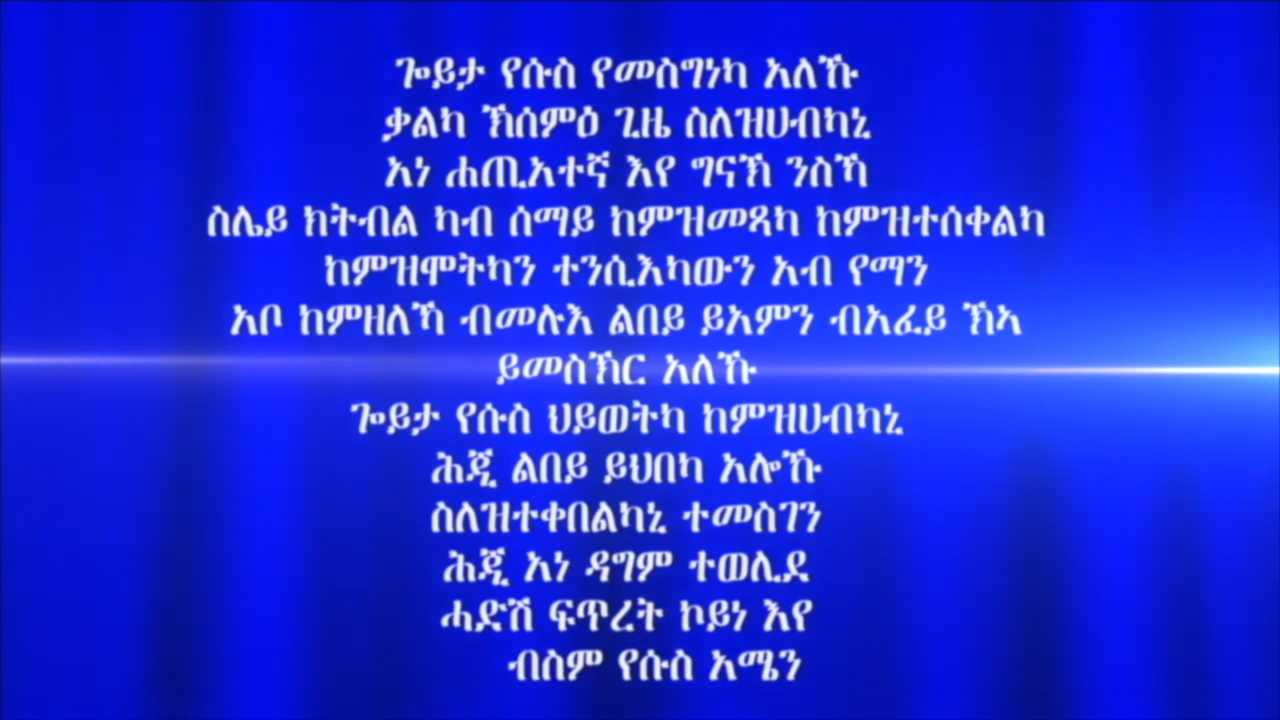 ጐይታ የሱስ የመስግነካ አለኹ
ቃልካ ኽሰምዕ ጊዜ ስለዝሀብካኒ
አነ ሐጢአተኛ እየ ግናኽ ንስኻ
ስሌይ ክትብል ካብ ሰማይ ከምዝመጻካ ከምዝተሰቀልካ
ከምዝሞትካን ተንሲእካውን አብ የማን
አቦ ከምዘለኻ ብመሉእ ልበይ ይአምን ብአፈይ ኽኣ
ይመስኽር አለኹ
ጐይታ የሱስ ህይወትካ ከምዝሀብካኒ
ሕጂ ልበይ ይህበካ አሎኹ
ስለዝተቀበልካኒ ተመስገን
ሕጂ አነ ዳግም ተወሊደ
ሓድሽ ፍጥረት ኮይነ እየ
ብስም የሱስ አሜን